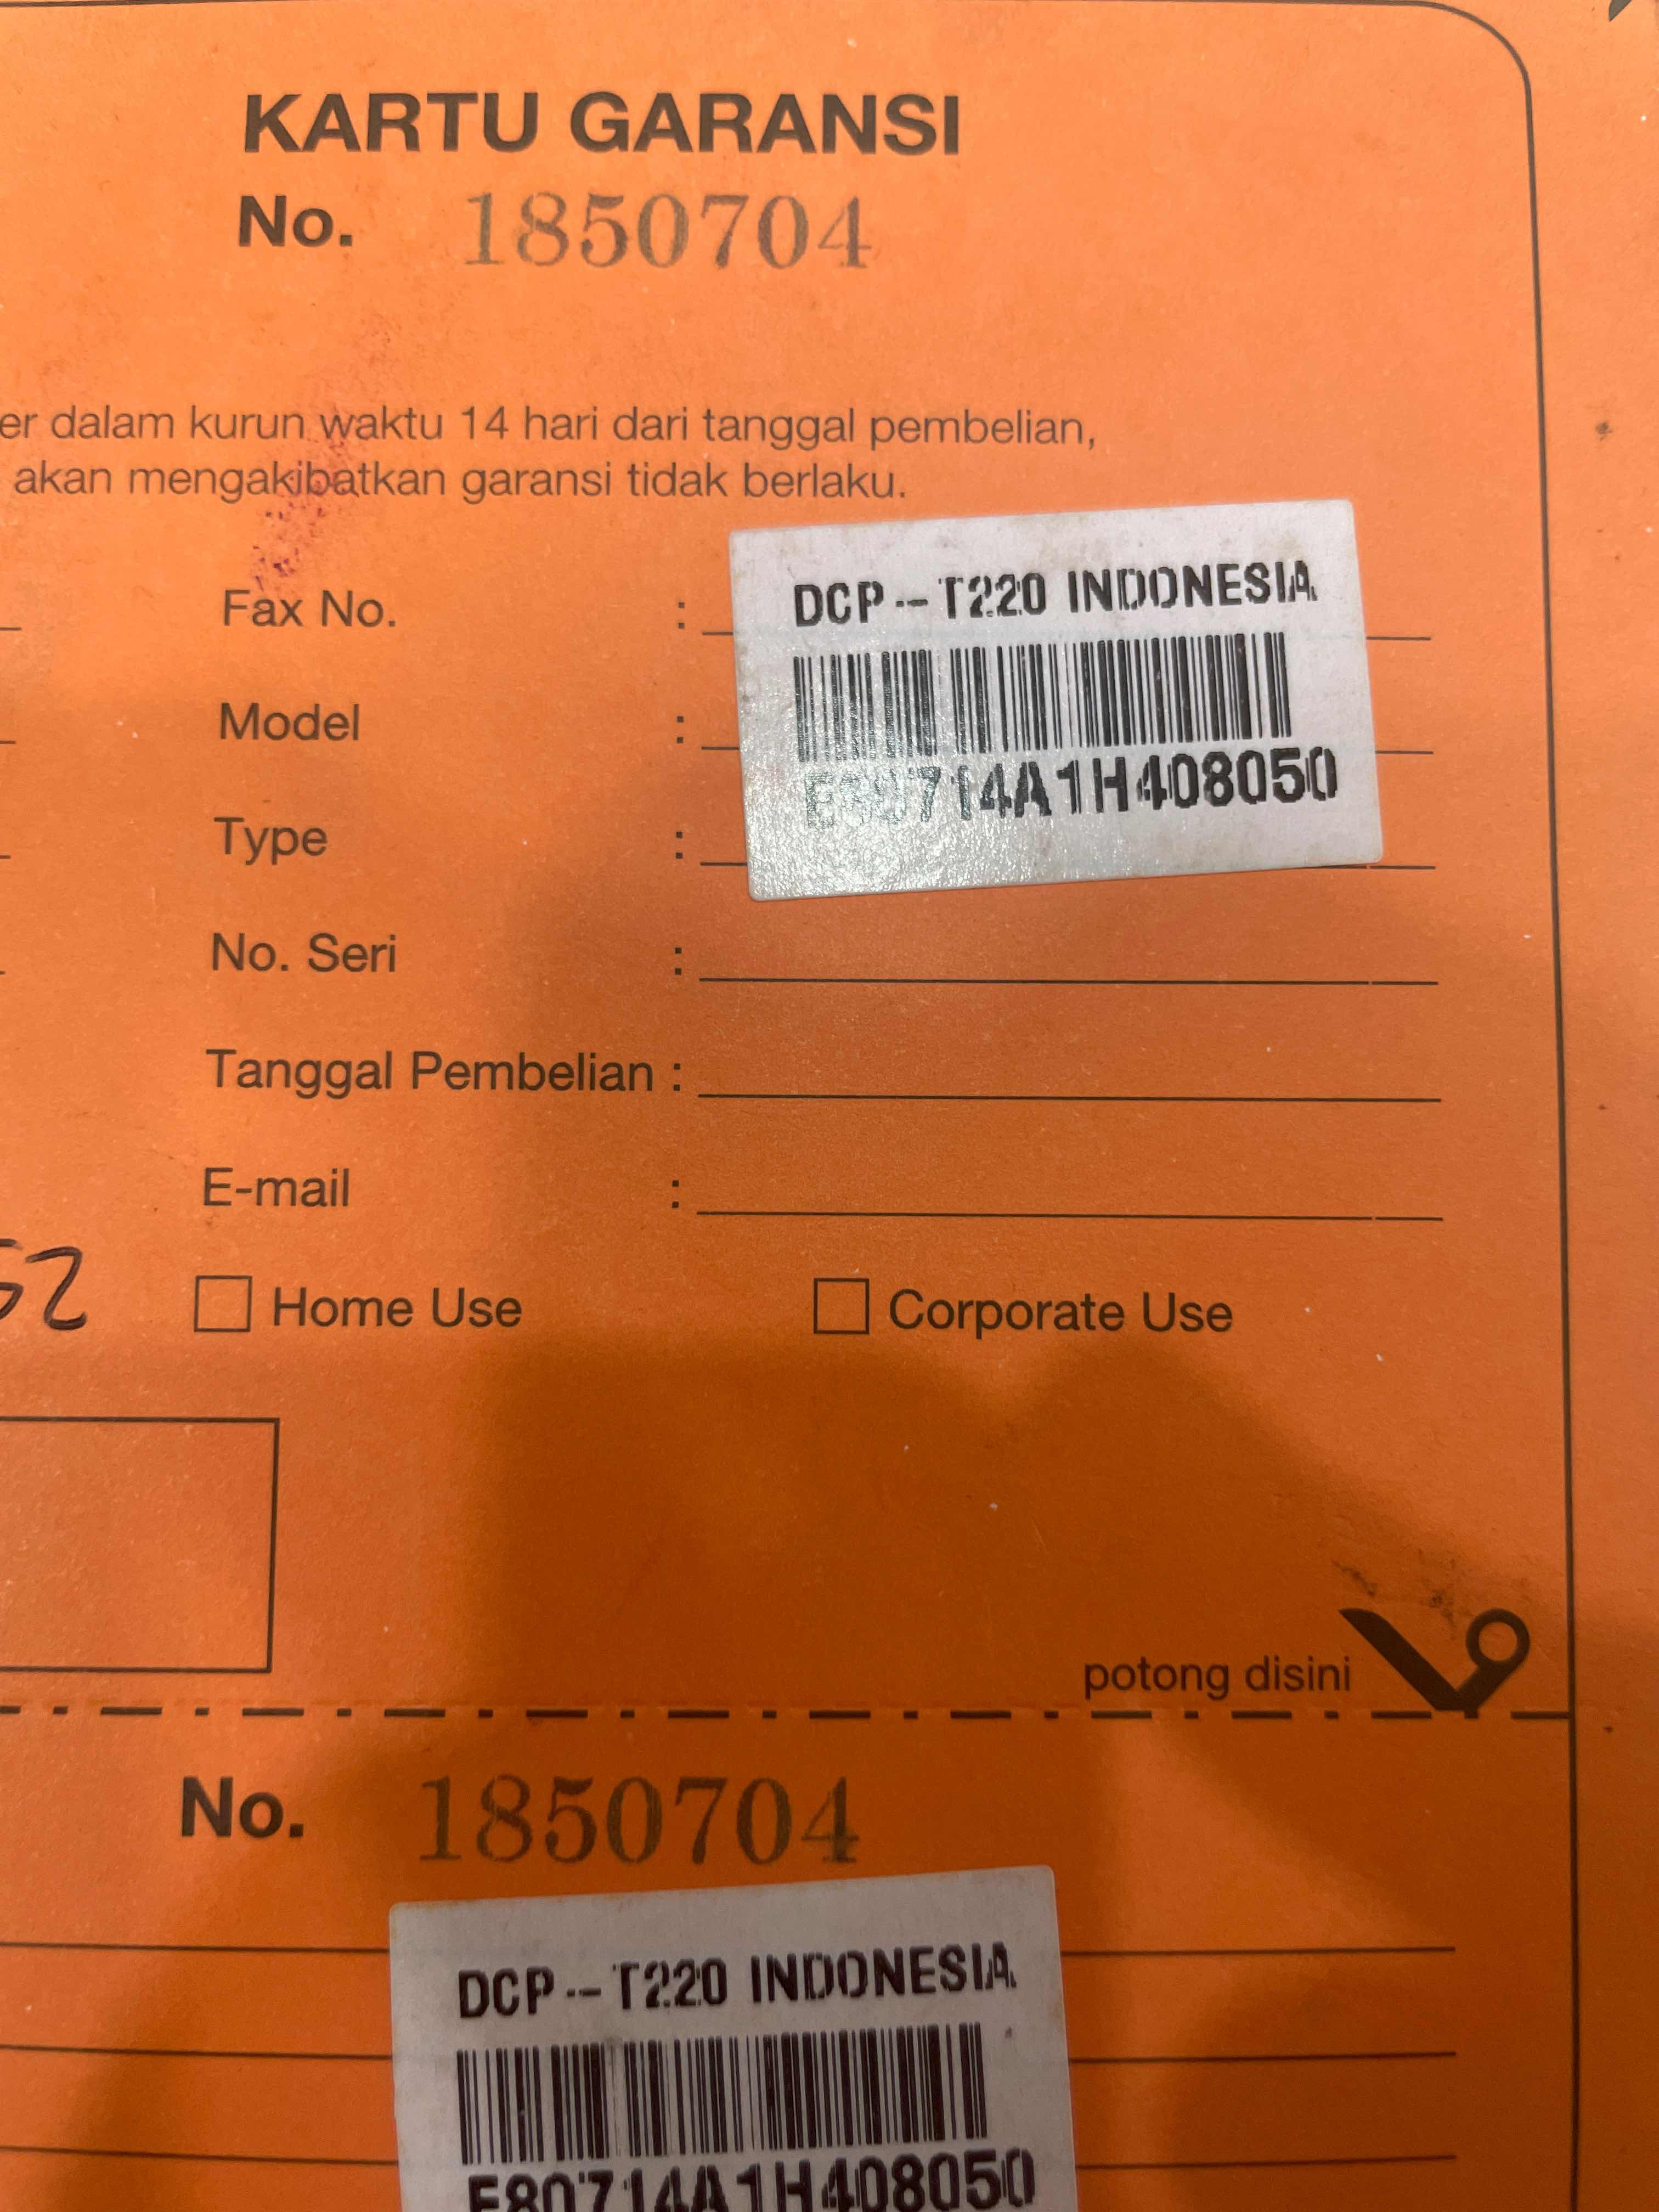 KARTU GARANSI
No. 1850704
er dalam kurun waktu 14 hari dari tanggal pembelian,
akan mengakibatkan garansi tidak berlaku.
DCP--T220 INDONESIA
E80714A1H408050
Fax No. :
Model :
Type :
No. Seri :
Tanggal Pembelian :
E-mail :
Home Use
Corporate Use
potong disini
No. 1850704
DCP--T220 INDONESIA
E80714A1H408050